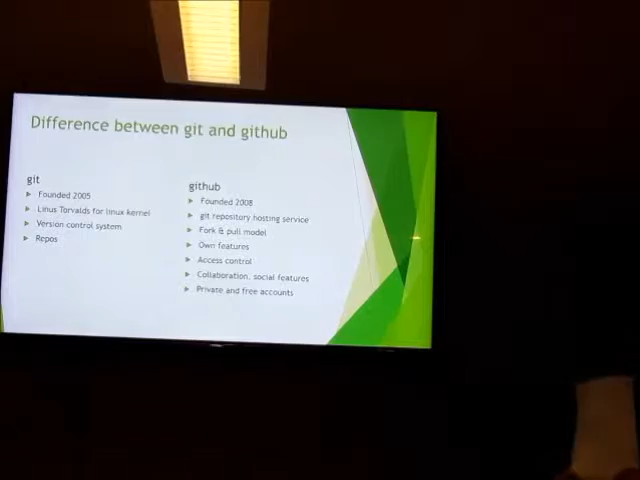 Difference between git and github
git
Founded 2005
Linus Torvalds for linux kernel
Version control system
Repos
github
Founded 2008
git repository hosting service
Fork & pull model
Own features
Access control
Collaboration, social features
Private and free accounts